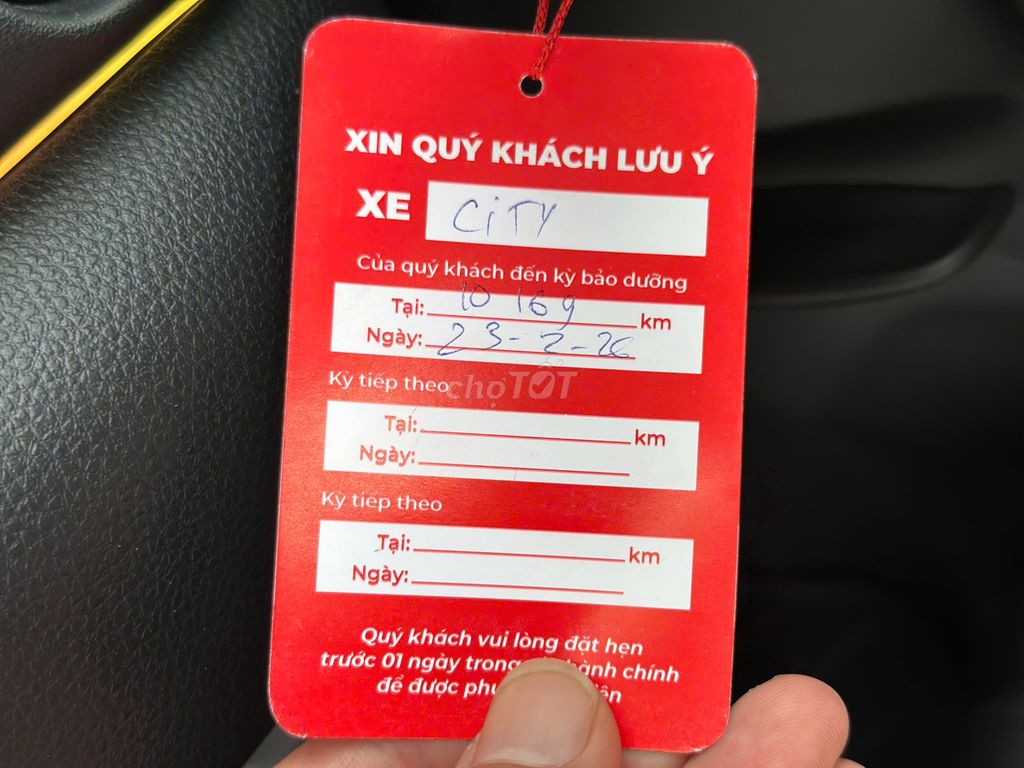 XIN QUÝ KHÁCH LƯU Ý
XE CiTY
Của quý khách đến kỳ bảo dưỡng
Tại: 10 169 km
Ngày: 23-2-26
chợTỐT
Kỳ tiếp theo
Tại: km
Ngày:
Kỳ tiếp theo
Tại: km
Ngày:
Quý khách vui lòng đặt hẹn
trước 01 ngày trong hành chính
để được